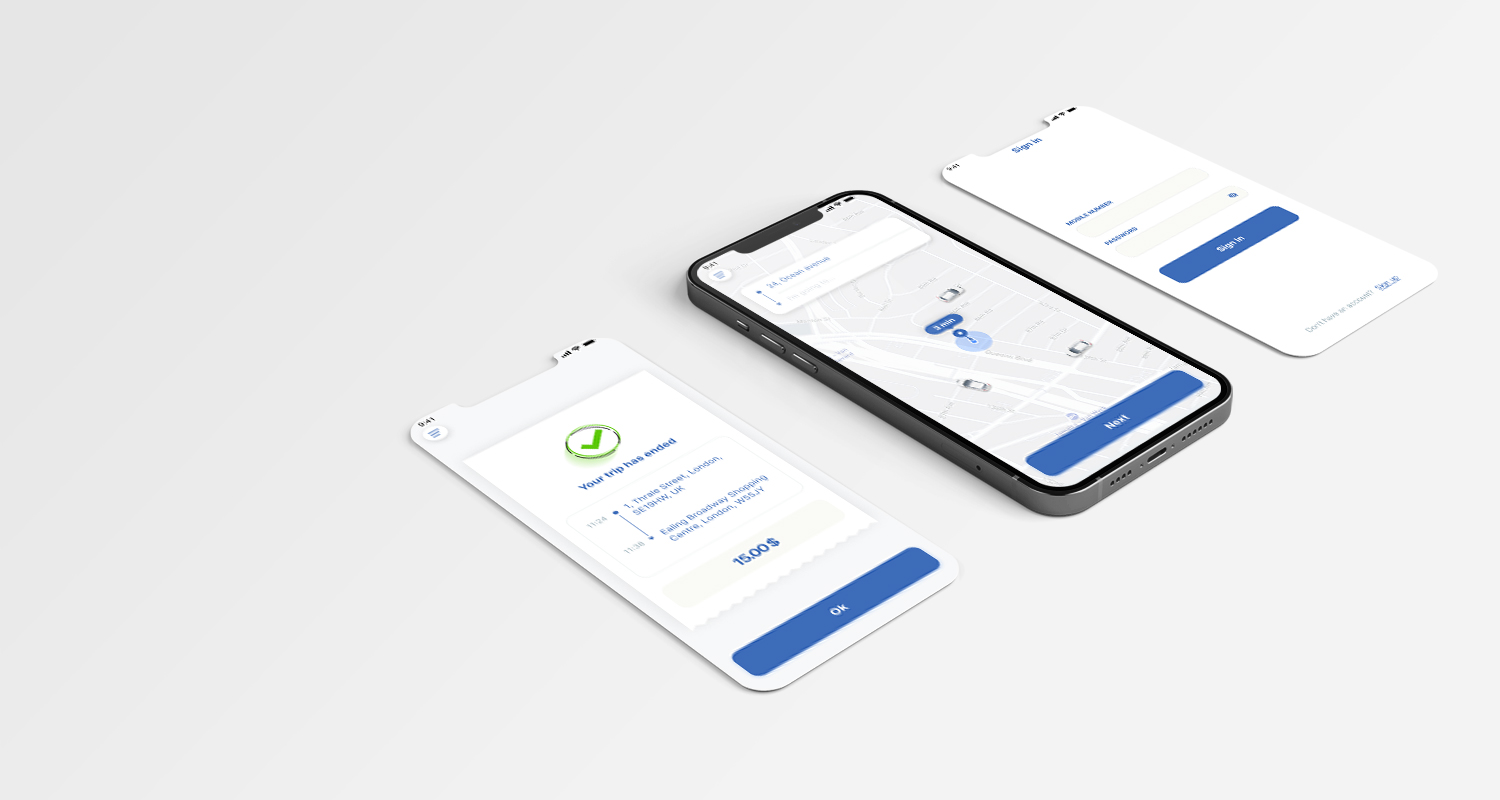 9:41
Your trip has ended
11:24
1, Thrale Street, London,
SE19HW, UK
11:38
Ealing Broadway Shopping
Centre, London, W55JY
15.00 $
Ok
9:41
24, Ocean avenue
I'm going to...
3 min
Next
9:41
Sign in
MOBILE NUMBER
PASSWORD
Sign in
Don't have an account? Sign up